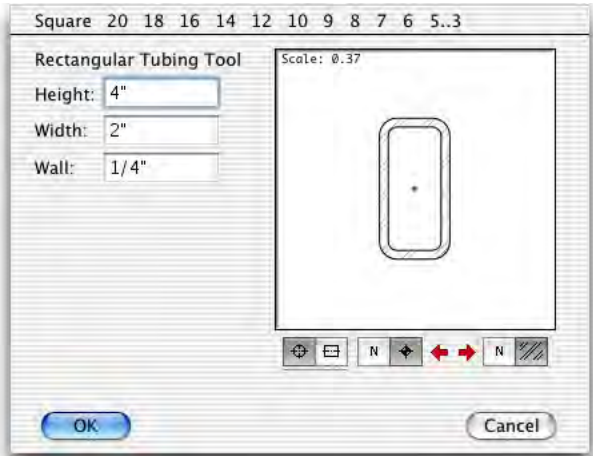 Square 20 18 16 14 12 10 9 8 7 6 5..3
Rectangular Tubing Tool
Scale: 0.37
Height: 4"
Width: 2"
Wall: 1/4"
N N
OK Cancel